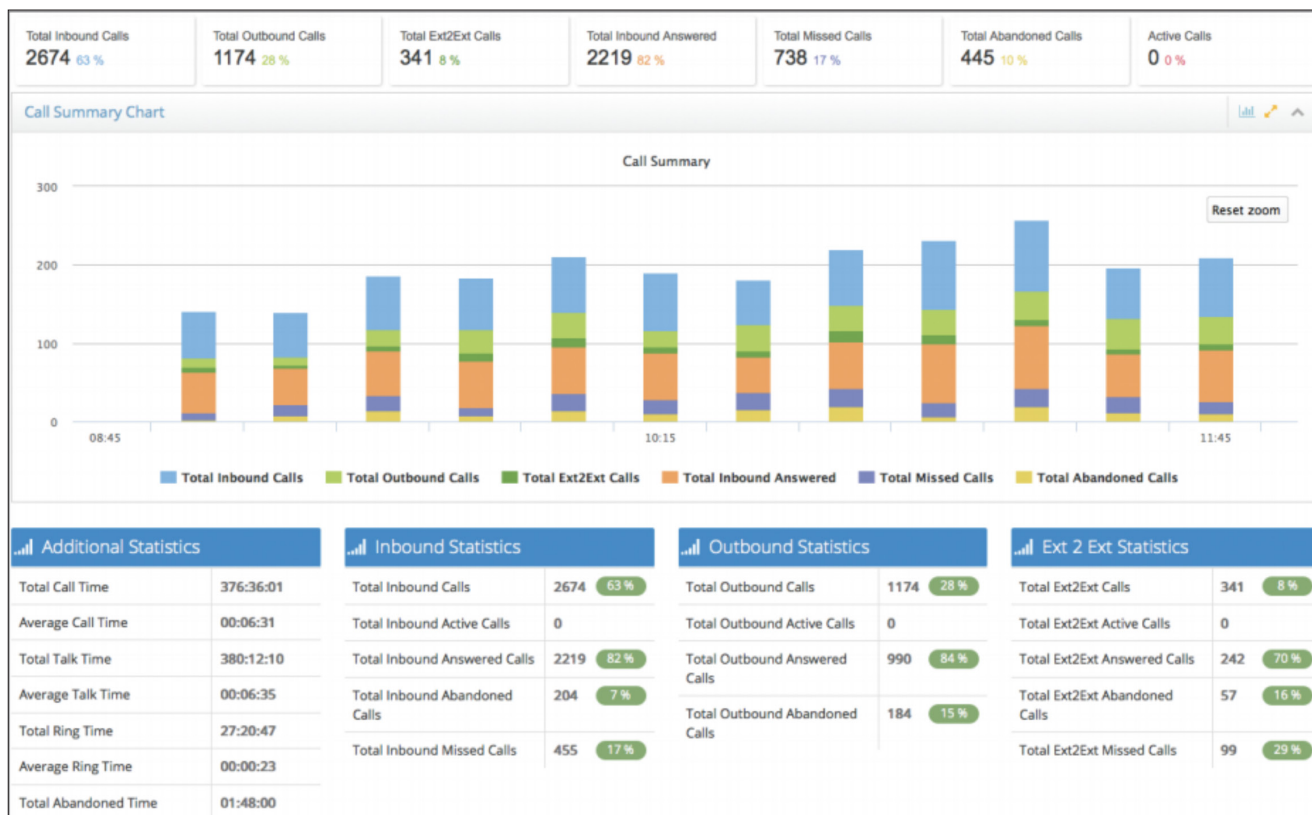 Total Inbound Calls
2674 63 %
Total Outbound Calls
1174 28 %
Total Ext2Ext Calls
341 8 %
Total Inbound Answered
2219 82 %
Total Missed Calls
738 17 %
Total Abandoned Calls
445 10 %
Active Calls
0 0 %
Call Summary Chart
Call Summary
Reset zoom
300
200
100
0
08:45 10:15 11:45
Total Inbound Calls Total Outbound Calls Total Ext2Ext Calls Total Inbound Answered Total Missed Calls Total Abandoned Calls
Additional Statistics
Total Call Time 376:36:01
Average Call Time 00:06:31
Total Talk Time 380:12:10
Average Talk Time 00:06:35
Total Ring Time 27:20:47
Average Ring Time 00:00:23
Total Abandoned Time 01:48:00
Inbound Statistics
Total Inbound Calls 2674 63 %
Total Inbound Active Calls 0
Total Inbound Answered Calls 2219 82 %
Total Inbound Abandoned 204 7 %
Calls
Total Inbound Missed Calls 455 17 %
Outbound Statistics
Total Outbound Calls 1174 28 %
Total Outbound Active Calls 0
Total Outbound Answered 990 84 %
Calls
Total Outbound Abandoned 184 15 %
Calls
Ext 2 Ext Statistics
Total Ext2Ext Calls 341 8 %
Total Ext2Ext Active Calls 0
Total Ext2Ext Answered Calls 242 70 %
Total Ext2Ext Abandoned 57 16 %
Calls
Total Ext2Ext Missed Calls 99 29 %